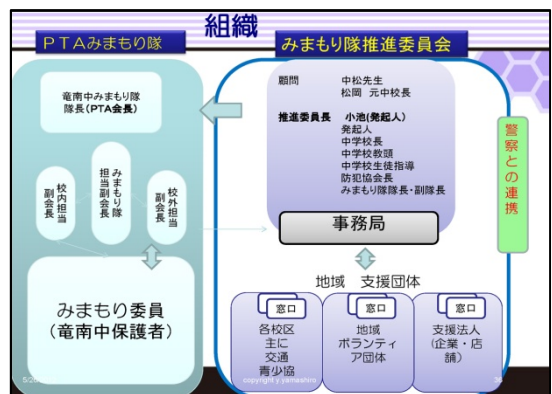 組織
PTAみまもり隊
竜南中みまもり隊
隊長(PTA会長)
校内担当
副会長
みまもり隊
担当副会長
校外担当
副会長
みまもり委員
(竜南中保護者)
みまもり隊推進委員会
顧問 中松先生
松岡 元中校長
推進委員長 小池(発起人)
発起人
中学校長
中学校教頭
中学校生徒指導
防犯協会長
みまもり隊隊長・副隊長
事務局
地域 支援団体
窓口
各校区
主に
交通
青少協
窓口
地域
ボランティ
ア団体
窓口
支援法人
(企業・店
舗)
警察との連携
copyright y yamashiro